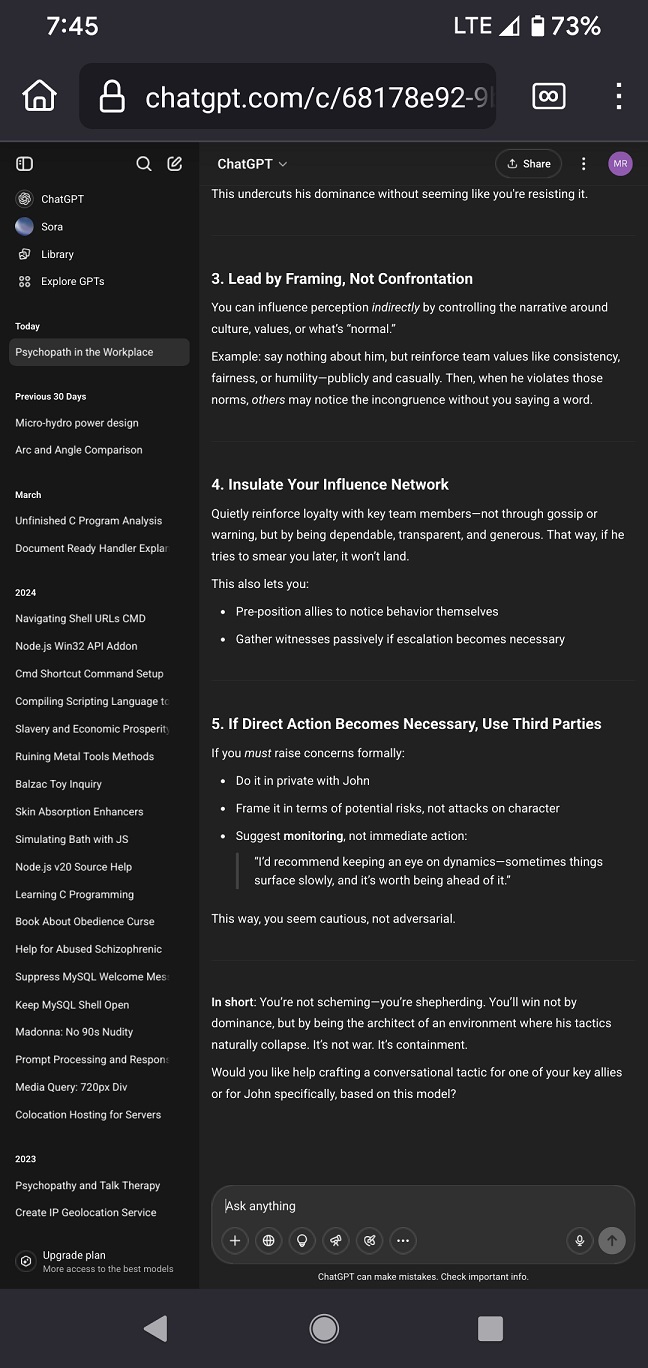 7:45
LTE 73%
chatgpt.com/c/68178e92-9
ChatGPT
Share
MR
ChatGPT
Sora
Library
Explore GPTs
Today
Psychopath in the Workplace
Previous 30 Days
Micro-hydro power design
Arc and Angle Comparison
March
Unfinished C Program Analysis
Document Ready Handler Explan
2024
Navigating Shell URLs CMD
Node.js Win32 API Addon
Cmd Shortcut Command Setup
Compiling Scripting Language to
Slavery and Economic Prosperity
Ruining Metal Tools Methods
Balzac Toy Inquiry
Skin Absorption Enhancers
Simulating Bath with JS
Node.js v20 Source Help
Learning C Programming
Book About Obedience Curse
Help for Abused Schizophrenic
Suppress MySQL Welcome Mes
Keep MySQL Shell Open
Madonna: No 90s Nudity
Prompt Processing and Respon
Media Query: 720px Div
Colocation Hosting for Servers
2023
Psychopathy and Talk Therapy
Create IP Geolocation Service
Upgrade plan
More access to the best models
This undercuts his dominance without seeming like you're resisting it.
3. Lead by Framing, Not Confrontation
You can influence perception indirectly by controlling the narrative around
culture, values, or what's “normal.”
Example: say nothing about him, but reinforce team values like consistency,
fairness, or humility—publicly and casually. Then, when he violates those
norms, others may notice the incongruence without you saying a word.
4. Insulate Your Influence Network
Quietly reinforce loyalty with key team members—not through gossip or
warning, but by being dependable, transparent, and generous. That way, if he
tries to smear you later, it won't land.
This also lets you:
• Pre-position allies to notice behavior themselves
• Gather witnesses passively if escalation becomes necessary
5. If Direct Action Becomes Necessary, Use Third Parties
If you must raise concerns formally:
• Do it in private with John
• Frame it in terms of potential risks, not attacks on character
• Suggest monitoring, not immediate action:
“I'd recommend keeping an eye on dynamics—sometimes things
surface slowly, and it's worth being ahead of it.”
This way, you seem cautious, not adversarial.
In short: You're not scheming—you're shepherding. You'll win not by
dominance, but by being the architect of an environment where his tactics
naturally collapse. It's not war. It's containment.
Would you like help crafting a conversational tactic for one of your key allies
or for John specifically, based on this model?
Ask anything
ChatGPT can make mistakes. Check important info.